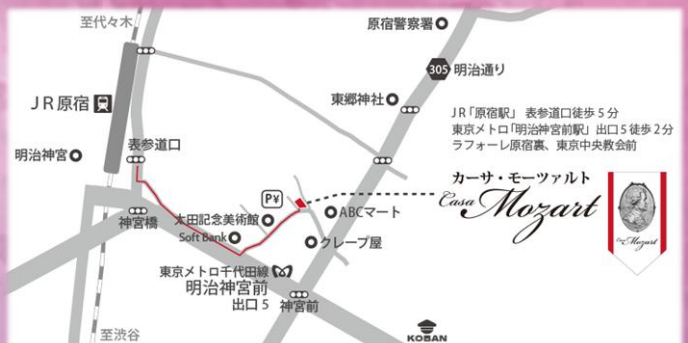 至代々木
原宿警察署
305 明治通り
JR原宿
東郷神社
JR「原宿駅」 表参道口徒歩5分
東京メトロ「明治神宮前駅」出口5徒歩2分
ラフォーレ原宿裏、東京中央教会前
表参道口
明治神宮
カーサ・モーツァルト
Casa Mozart
P¥
太田記念美術館
ABCマート
神宮橋
Soft Bank
クレープ屋
Casa Mozart
東京メトロ千代田線
明治神宮前
出口5
神宮前
至渋谷
KOBAN